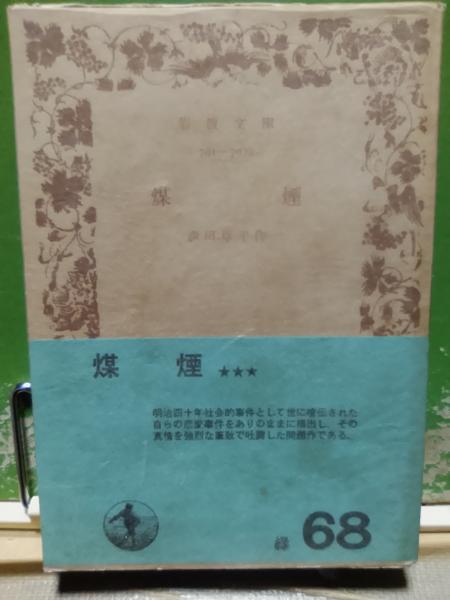 岩波文庫
煤 煙
森田草平作
煤 煙 ★★★
明治四十年社会的事件として世に喧伝された
自らの恋愛事件をありのままに描出し、その
真情を強烈な筆致で吐露した問題作である。
緑 68